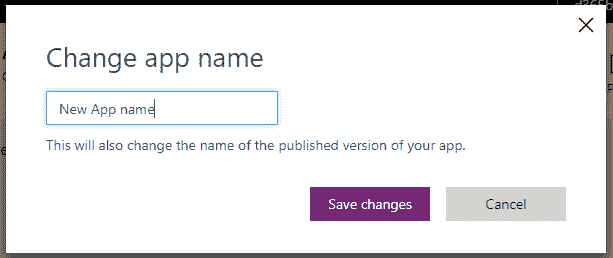 Change app name
New App name
This will also change the name of the published version of your app.
Save changes
Cancel